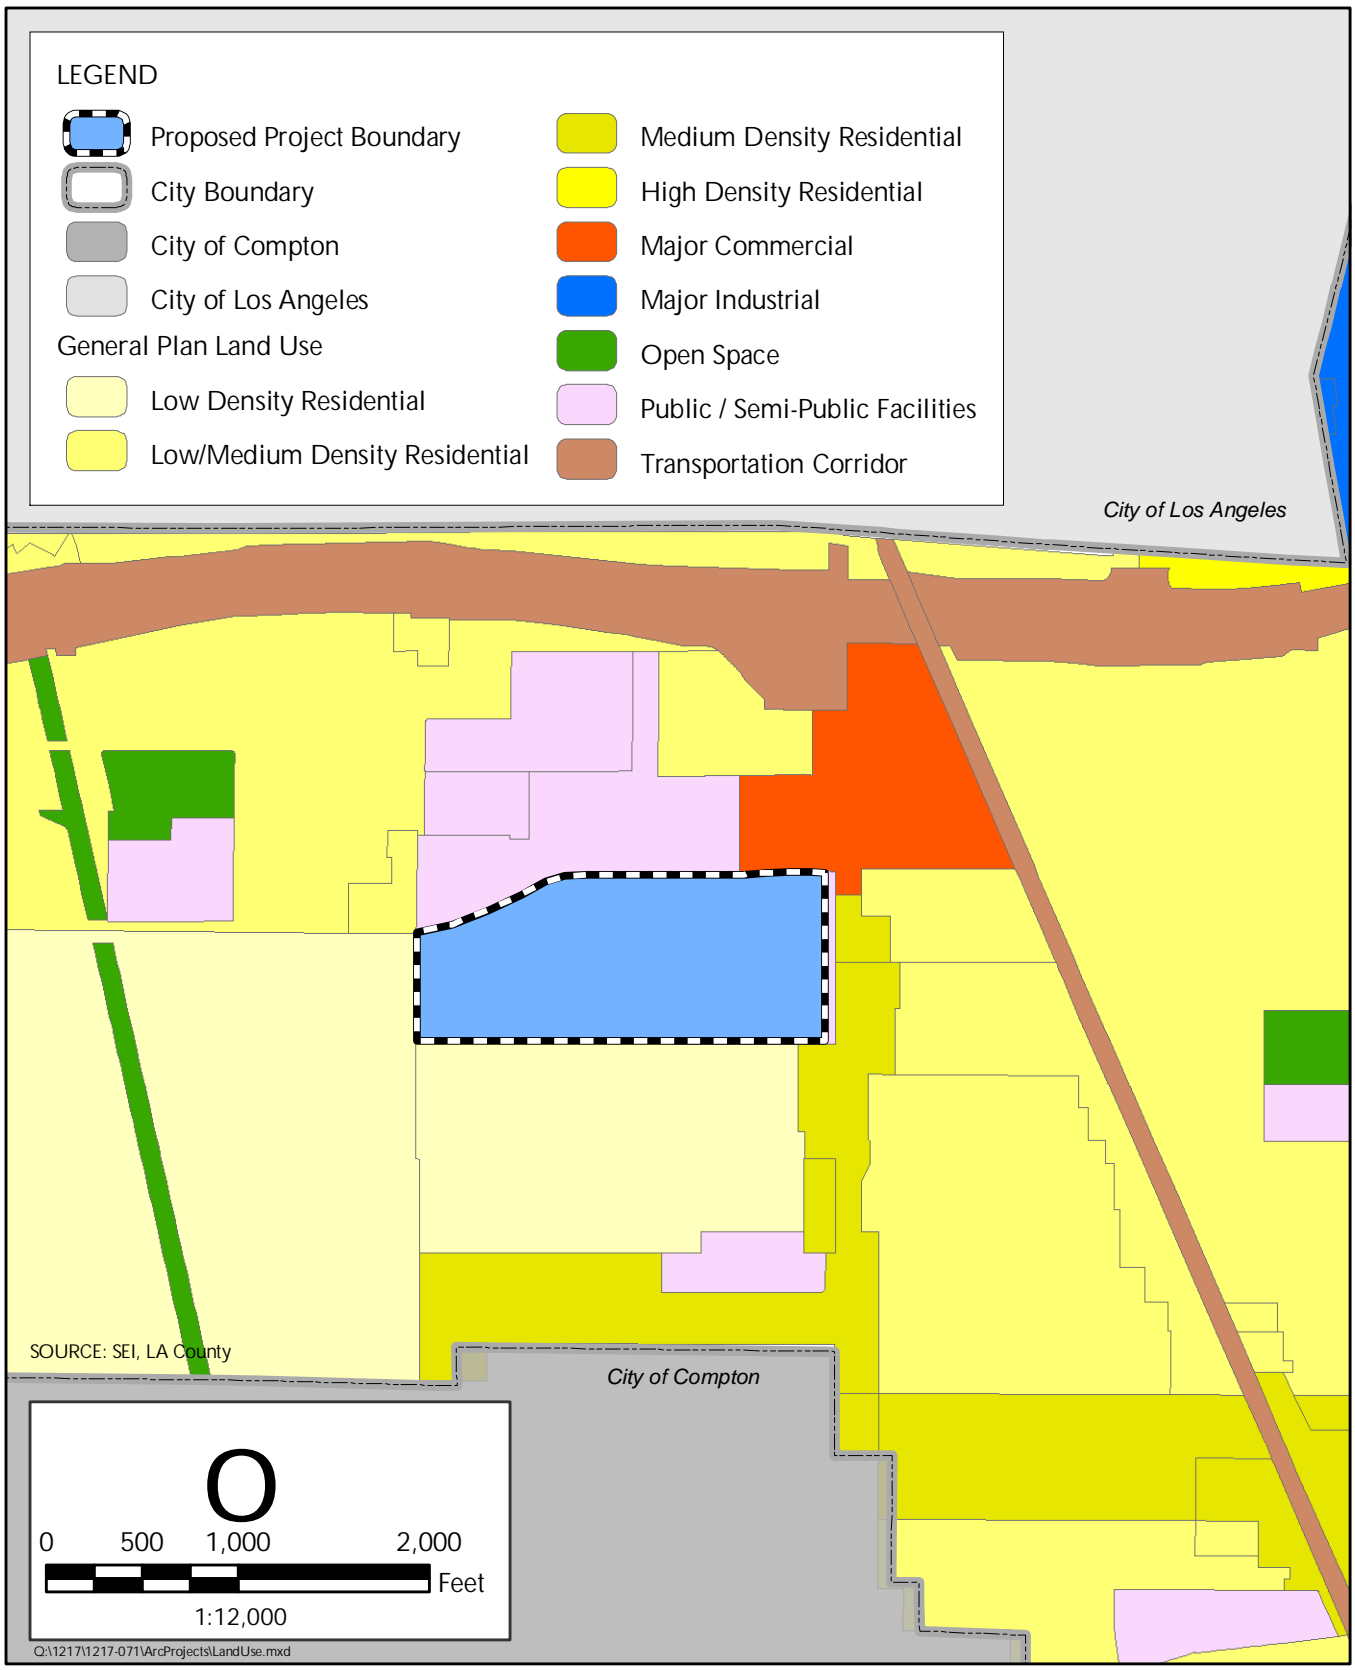 LEGEND
Proposed Project Boundary
City Boundary
City of Compton
City of Los Angeles
General Plan Land Use
Low Density Residential
Low/Medium Density Residential
Medium Density Residential
High Density Residential
Major Commercial
Major Industrial
Open Space
Public / Semi-Public Facilities
Transportation Corridor
City of Los Angeles
SOURCE: SEI, LA County
City of Compton
O
0 500 1,000 2,000
Feet
1:12,000
Q:\1217\1217-071\ArcProjects\LandUse.mxd